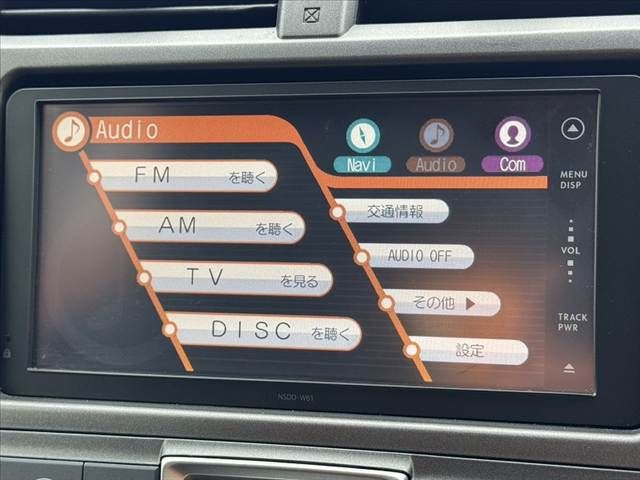 Audio
Navi
Audio
Com
FM を聴く
AM を聴く
TV を見る
DISC を聴く
交通情報
AUDIO OFF
その他 ▶
設定
MENU
DISP
VOL
TRACK
PWR
NSDD-W61